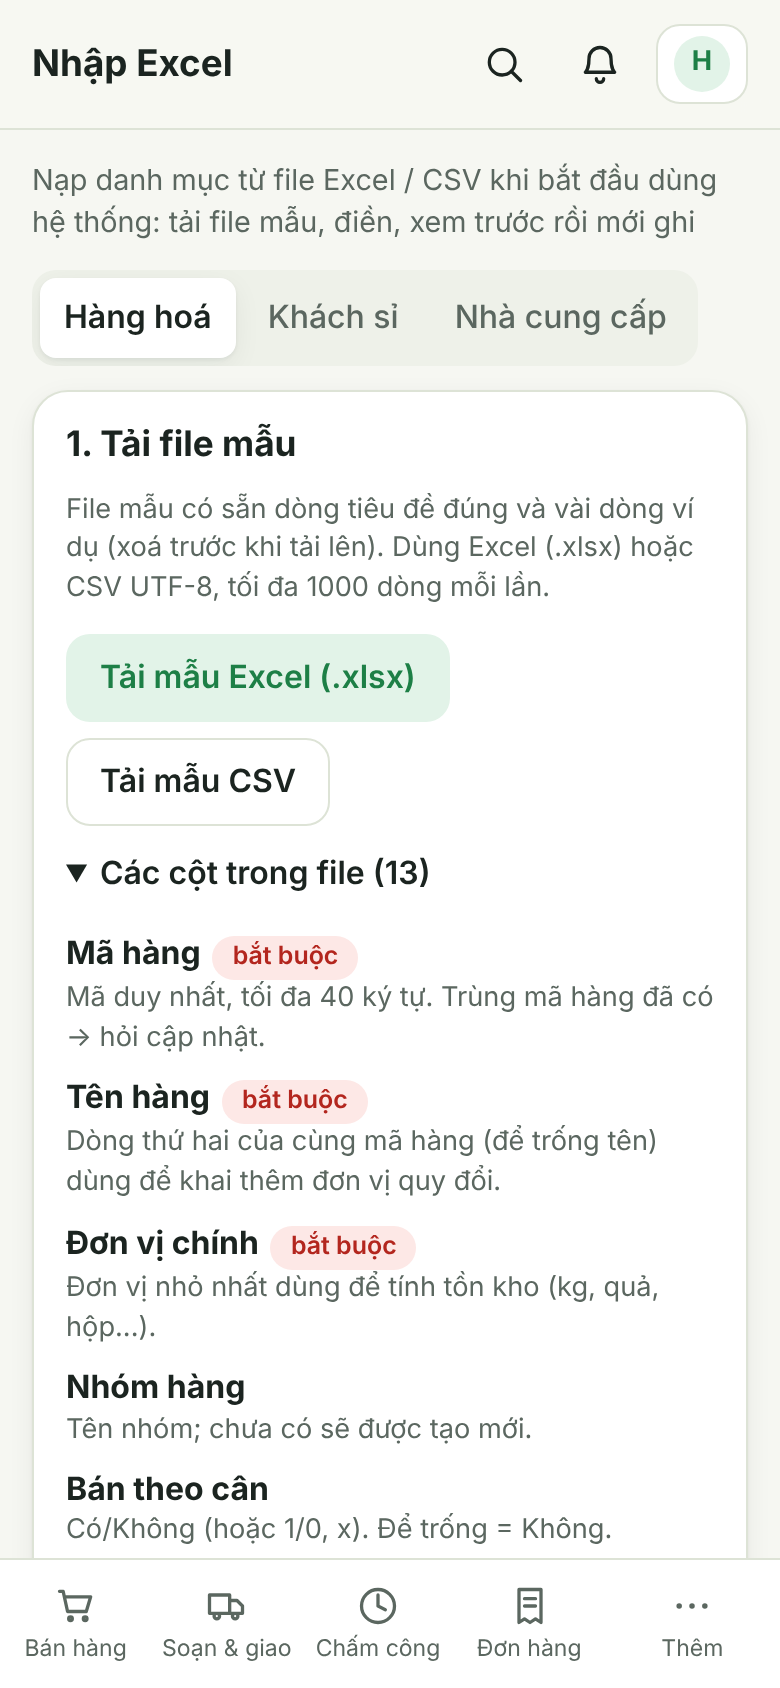 Nhập Excel
H
Nạp danh mục từ file Excel / CSV khi bắt đầu dùng
hệ thống: tải file mẫu, điền, xem trước rồi mới ghi
Hàng hoá
Khách sỉ
Nhà cung cấp
1. Tải file mẫu
File mẫu có sẵn dòng tiêu đề đúng và vài dòng ví
dụ (xoá trước khi tải lên). Dùng Excel (.xlsx) hoặc
CSV UTF-8, tối đa 1000 dòng mỗi lần.
Tải mẫu Excel (.xlsx)
Tải mẫu CSV
▼ Các cột trong file (13)
Mã hàng bắt buộc
Mã duy nhất, tối đa 40 ký tự. Trùng mã hàng đã có
→ hỏi cập nhật.
Tên hàng bắt buộc
Dòng thứ hai của cùng mã hàng (để trống tên)
dùng để khai thêm đơn vị quy đổi.
Đơn vị chính bắt buộc
Đơn vị nhỏ nhất dùng để tính tồn kho (kg, quả,
hộp...).
Nhóm hàng
Tên nhóm; chưa có sẽ được tạo mới.
Bán theo cân
Có/Không (hoặc 1/0, x). Để trống = Không.
Bán hàng
Soạn & giao
Chấm công
Đơn hàng
Thêm